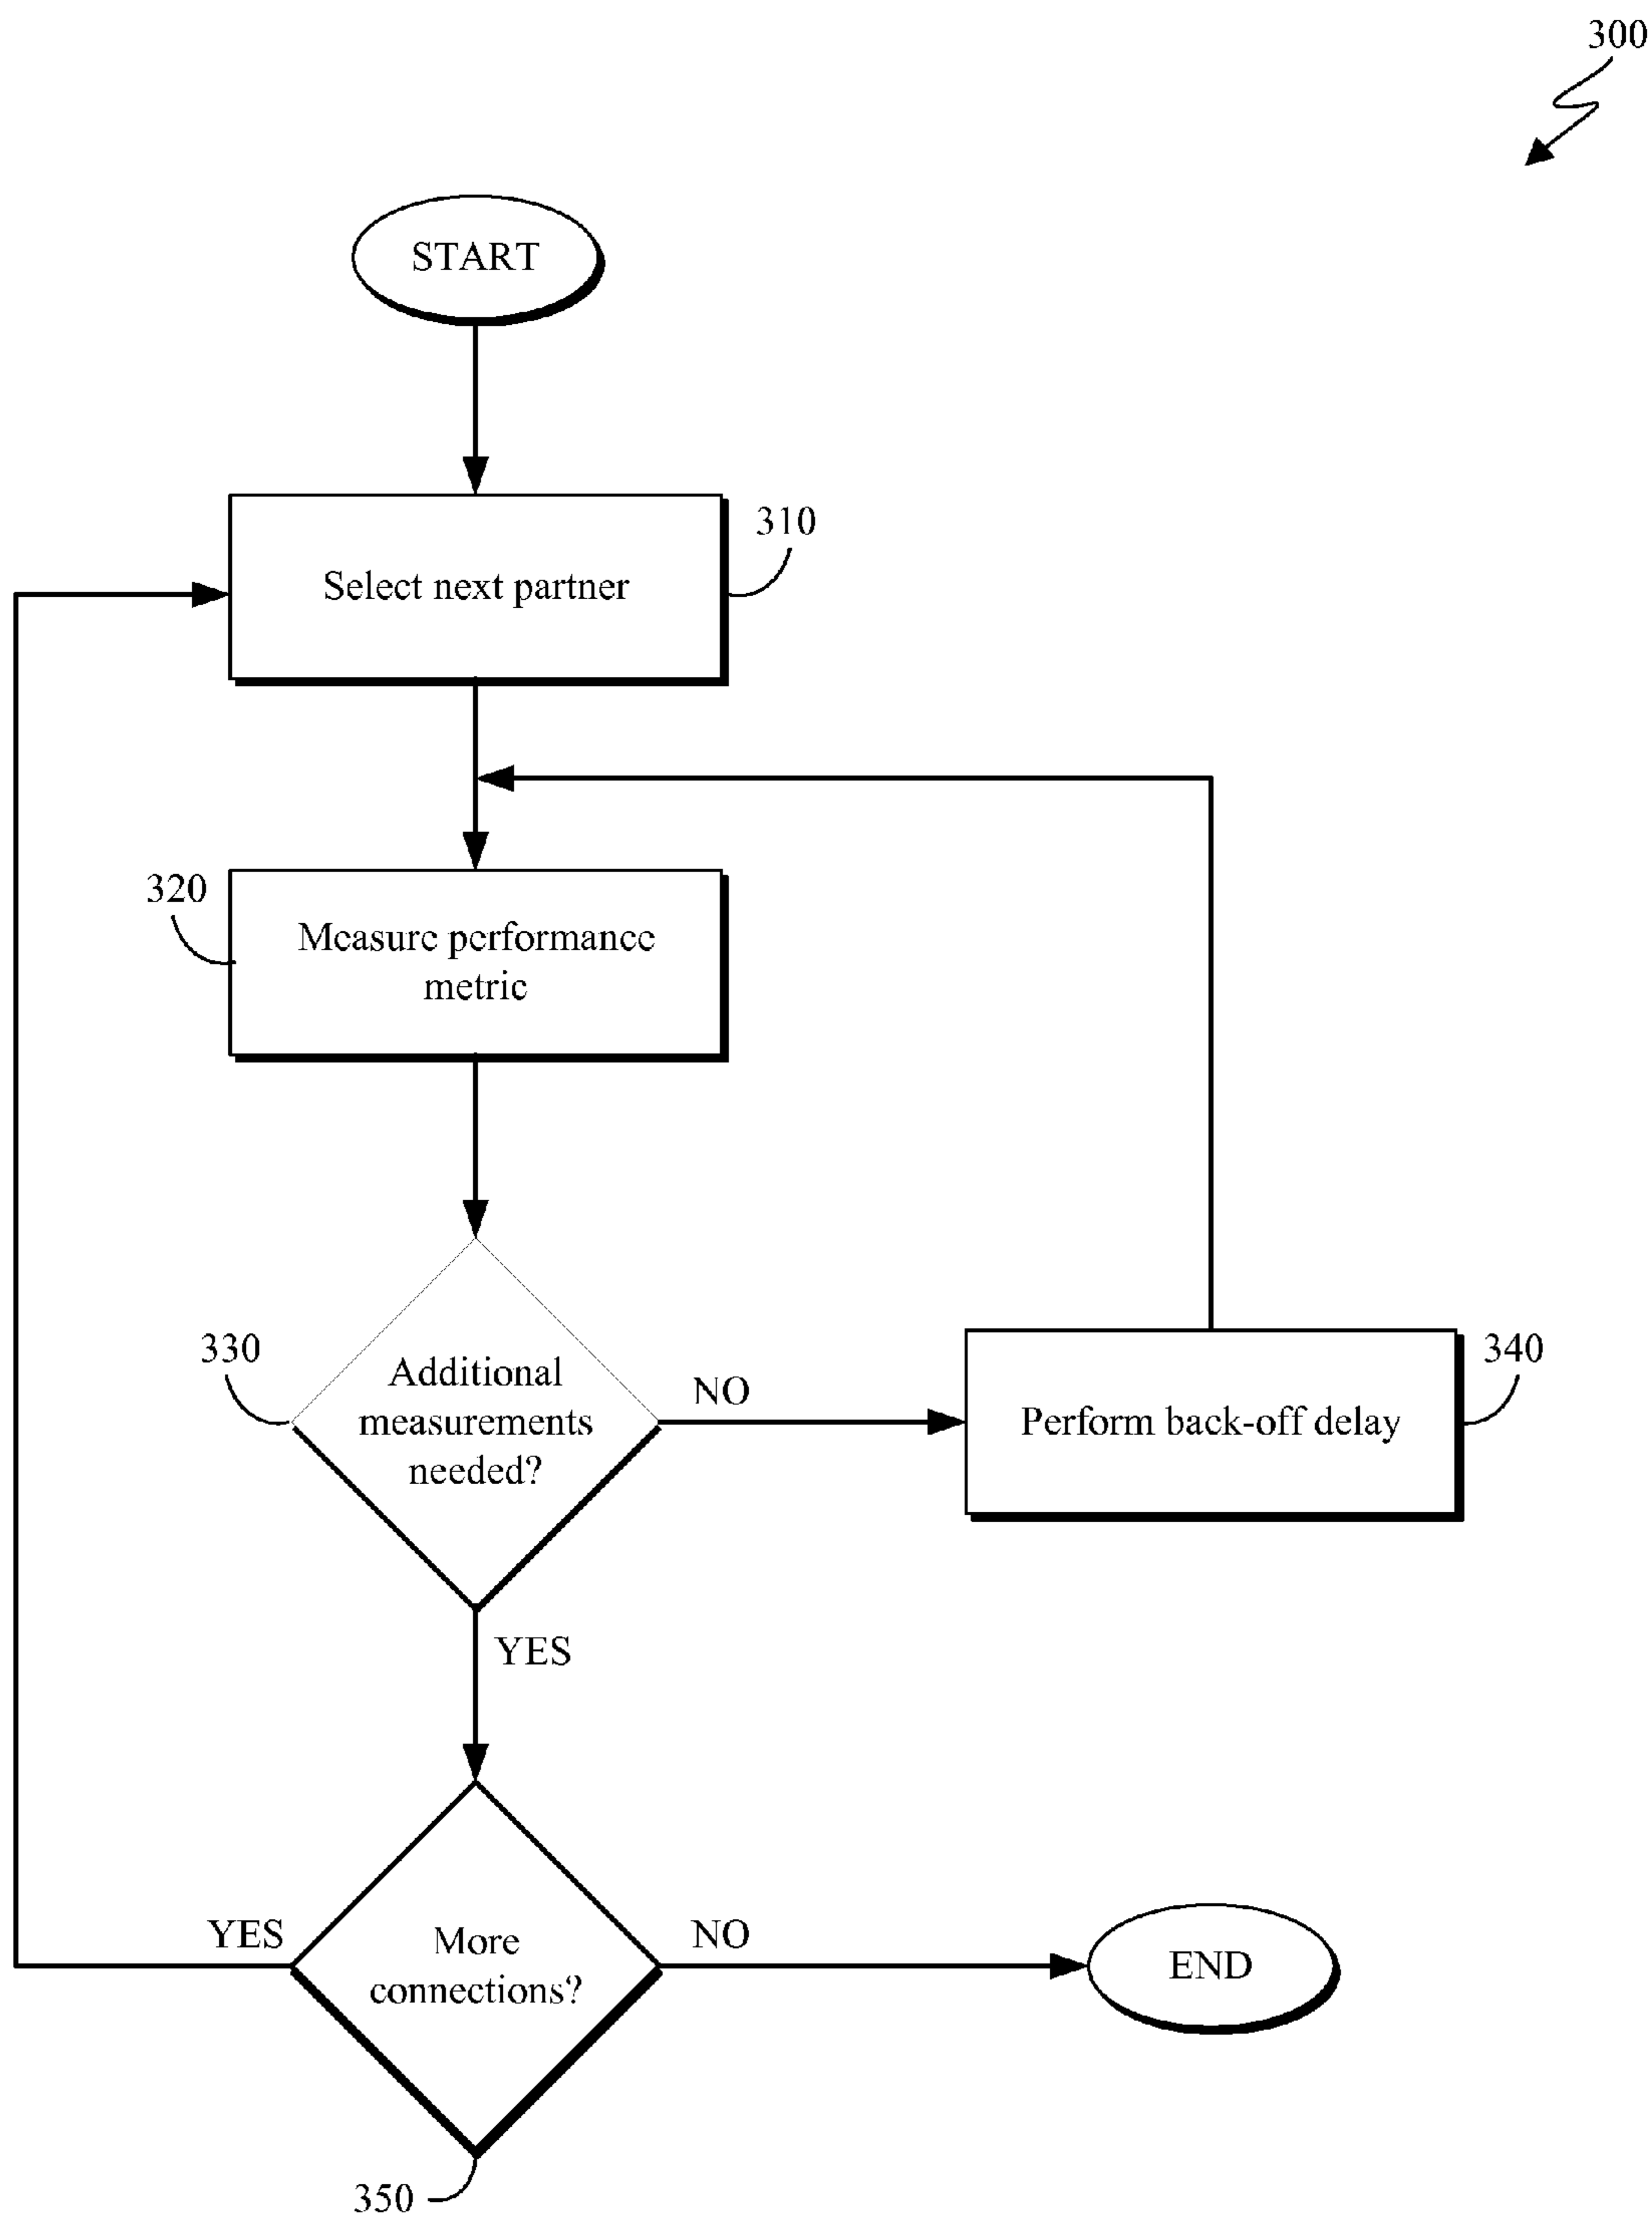 300
START
310
Select next partner
320
Measure performance
metric
330
Additional
measurements
needed?
NO
340
Perform back-off delay
YES
YES
More
connections?
NO
END
350